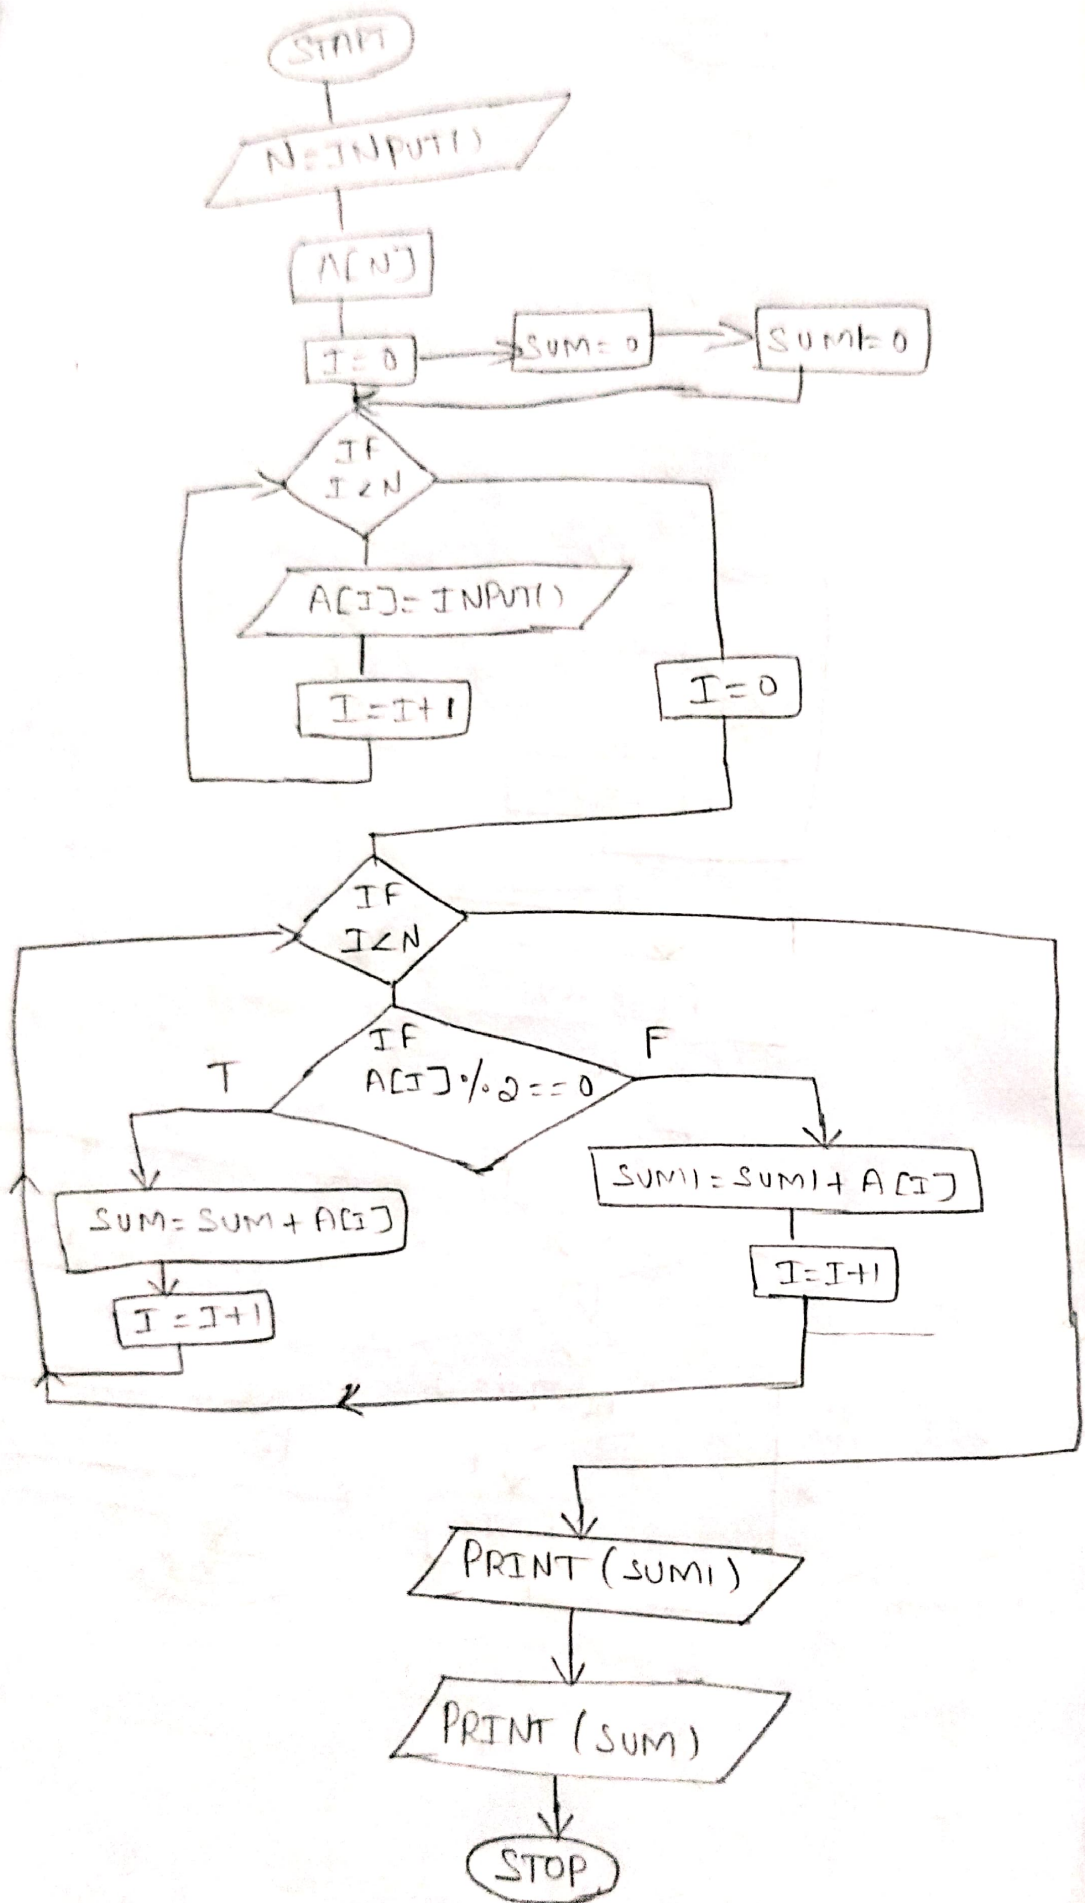 START
N=INPUT()
A[N]
I=0
SUM=0
SUM1=0
IF
I<N
A[I]=INPUT()
I=I+1
I=0
IF
I<N
IF
A[I]%2==0
T
F
SUM=SUM+A[I]
I=I+1
SUM1=SUM1+A[I]
I=I+1
PRINT(SUM1)
PRINT(SUM)
STOP